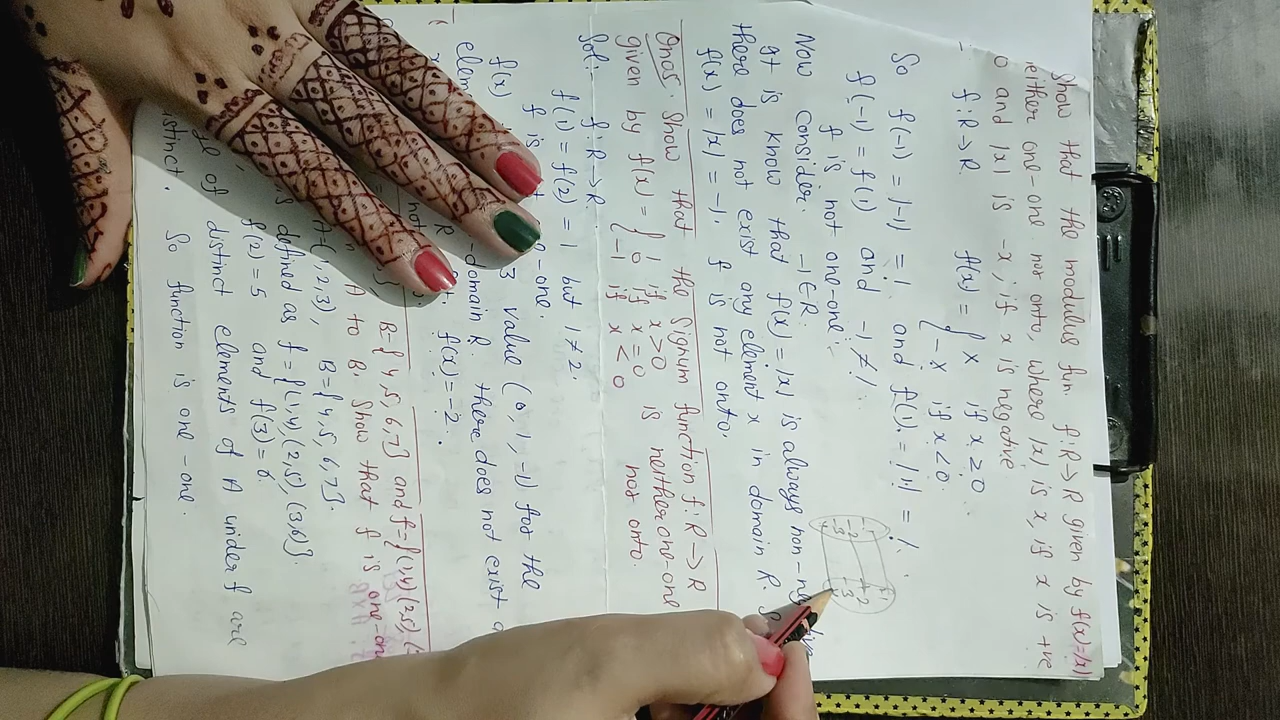 Show that the modulus fun. f:R→R given by f(x)=|x|
neither one-one not onto, where |x| is x, if x is +ve
0 and |x| is -x, if x is negative
- f:R→R f(x) = { x if x ≥ 0
-x if x < 0
So f(-1) = |-1| = 1. and f(1) = |1| = 1.
f(-1) = f(1) and -1 ≠ 1.
f is not one-one.
Now consider. -1∈R.
It is know that f(x) = |x| is always non-
there does not exist any element x in domain R.
f(x) = |x| = -1. f is not onto.
Ques. Show that the Signum function f:R→R
given by f(x) = { 1 if x>0 is neither one-one
0 if x=0 not onto.
-1 if x<0
Sol: f:R→R
f(1) = f(2) = 1 but 1≠2.
f is -one.
f(x) 3 value (0, 1, -1) for the
-domain R. there does not exist
R f(x) = -2.
B={4,5,6,7} and f={(1,4)(2,5)
A to B. Show that f is one-one
A={1,2,3}, B={4,5,6,7}.
defined as f = {(1,4)(2,5)(3,6)}.
f(2) = 5 and f(3) = 6.
of distinct elements of A under f are
distinct. So function is one-one.
-1
-2
-3
+1
+2
+3